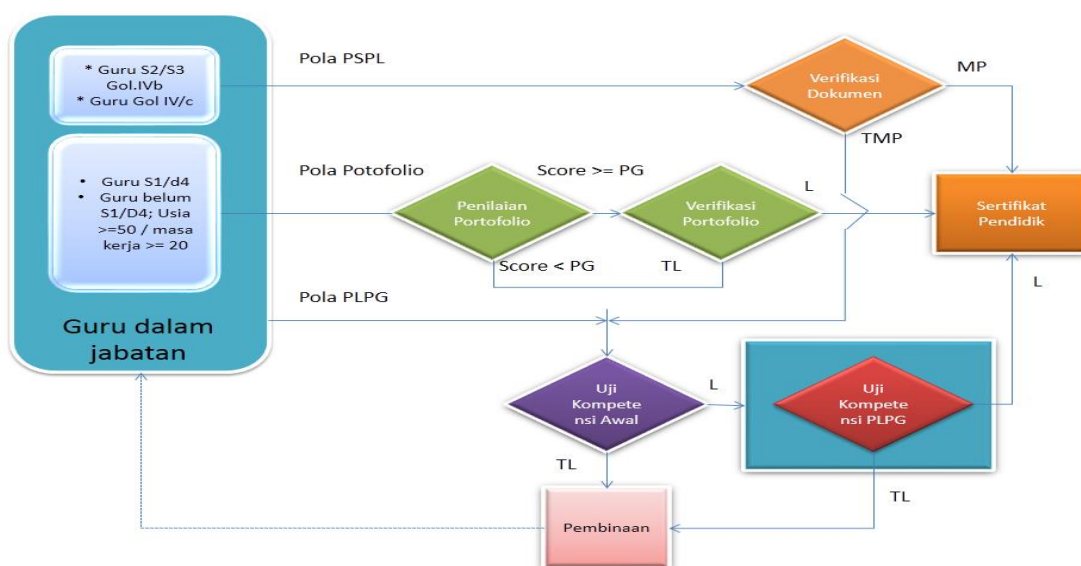 * Guru S2/S3
Gol.IVb
* Guru Gol IV/c
Pola PSPL
Verifikasi
Dokumen
MP
TMP
• Guru S1/d4
• Guru belum
S1/D4; Usia
>=50 / masa
kerja >= 20
Pola Potofolio
Penilaian
Portofolio
Score >= PG
Verifikasi
Portofolio
L
Sertifikat
Pendidik
Score < PG
TL
Pola PLPG
Guru dalam
jabatan
Uji
Kompete
nsi Awal
L
Uji
Kompete
nsi PLPG
L
TL
TL
Pembinaan